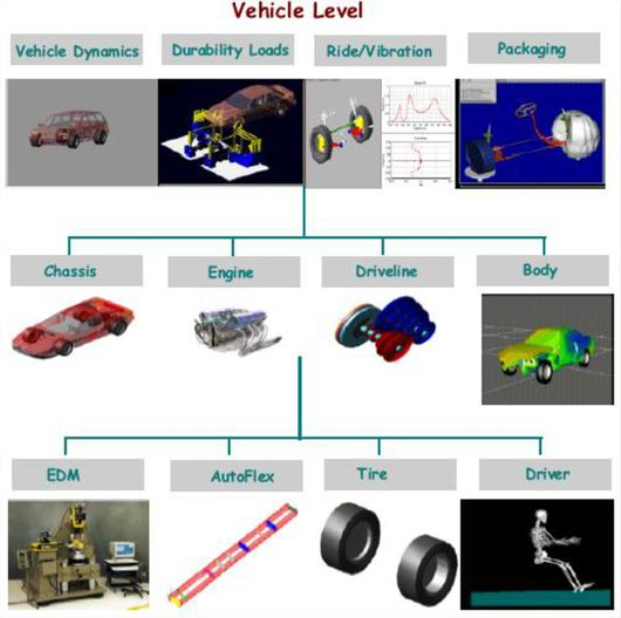 Vehicle Level
Vehicle Dynamics
Durability Loads
Ride/Vibration
Packaging
Chassis
Engine
Driveline
Body
EDM
AutoFlex
Tire
Driver